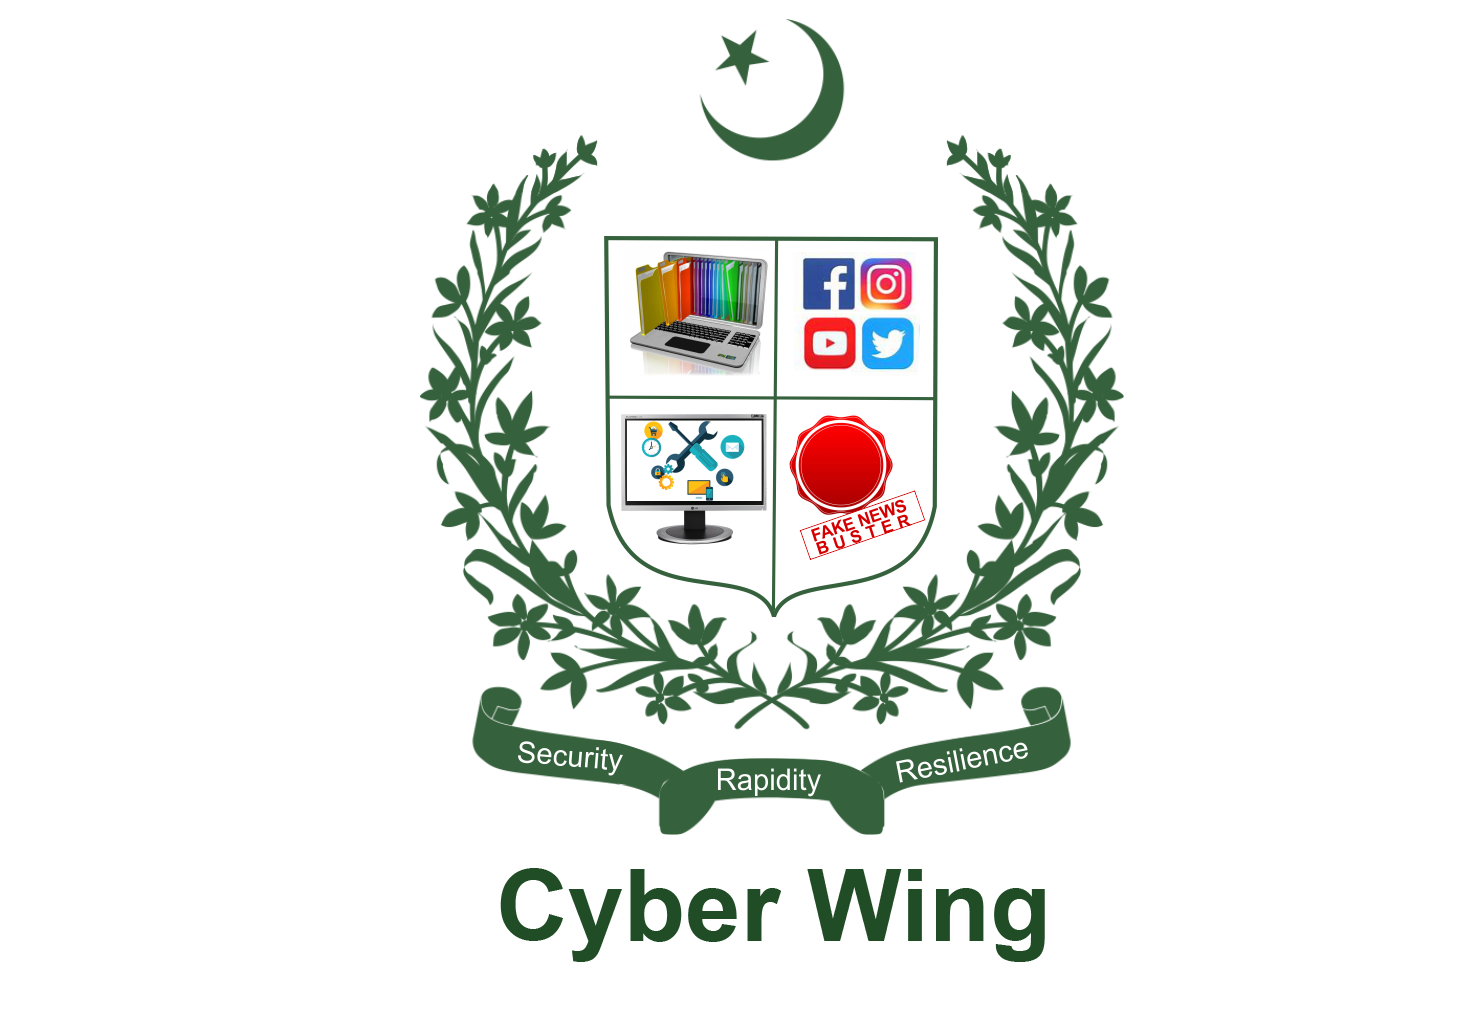 FAKE NEWS
BUSTER
Security
Rapidity
Resilience
Cyber Wing